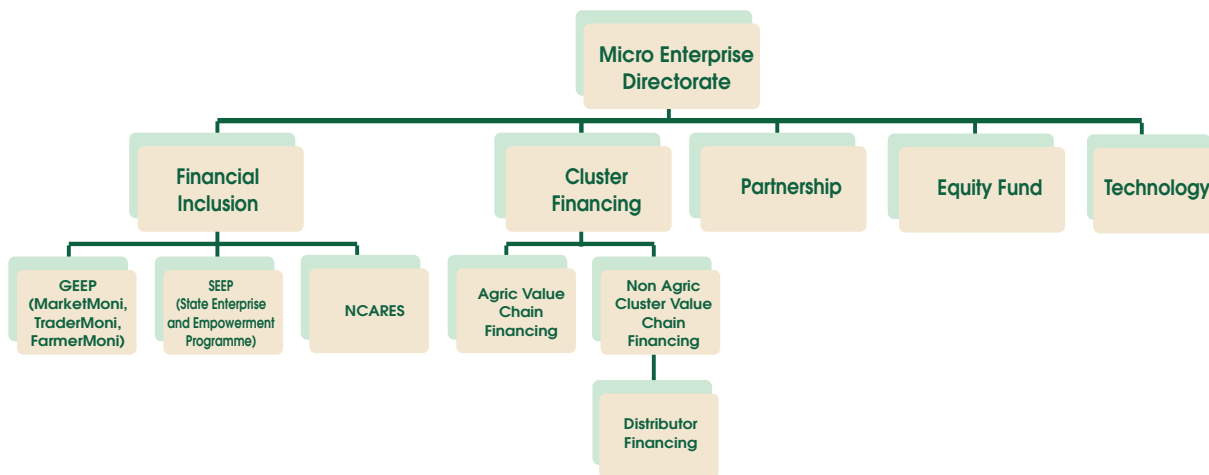 Micro Enterprise
Directorate
Financial
Inclusion
Cluster
Financing
Partnership
Equity Fund
Technology
GEEP
(MarketMoni,
TraderMoni,
FarmerMoni)
SEEP
(State Enterprise
and Empowerment
Programme)
NCARES
Agric Value
Chain
Financing
Non Agric
Cluster Value
Chain
Financing
Distributor
Financing